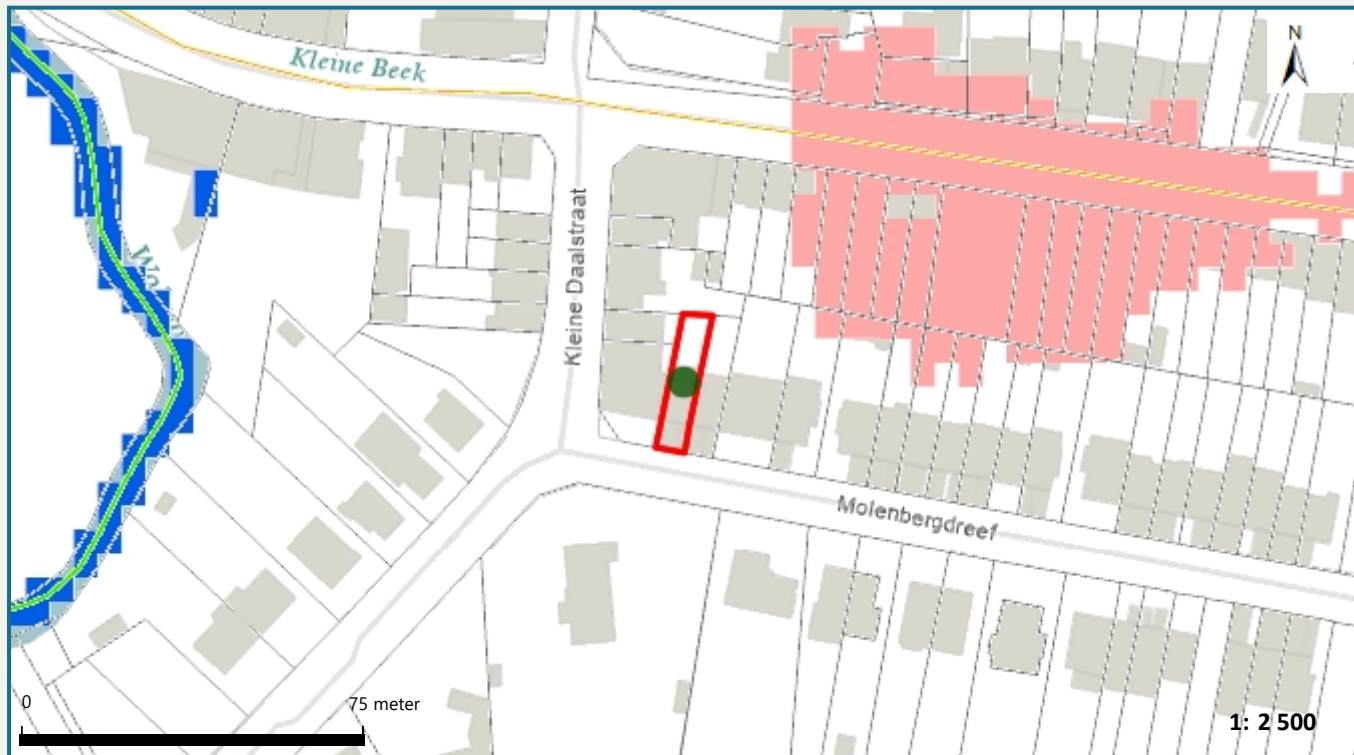 N
Kleine Beek
Kleine Daalstraat
Molenbergdreef
0
75 meter
1: 2 500